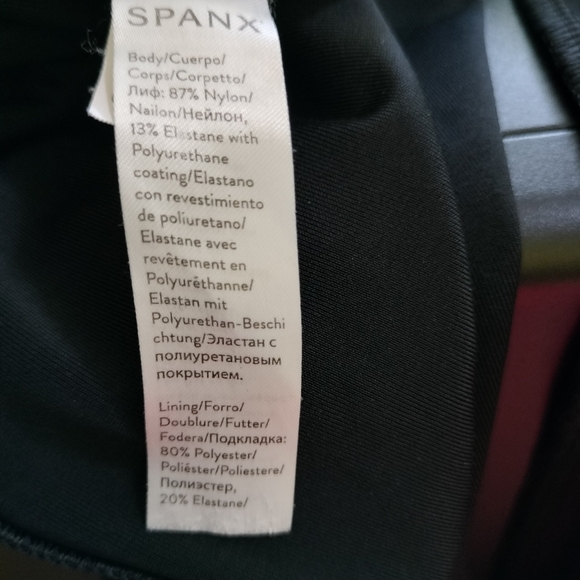 SPANX
Body/Cuerpo/
Corps/Corpetto/
Лиф: 87% Nylon/
Nailon/Нейлон,
13% Elastane with
Polyurethane
coating/Elastano
con revestimiento
de poliuretano/
Elastane avec
revêtement en
Polyuréthanne/
Elastan mit
Polyurethan-Beschi
chtung/Эластан с
полиуретановым
покрытием.
Lining/Forro/
Doublure/Futter/
Fodera/Подкладка:
80% Polyester/
Poliéster/Poliestere/
Полиэстер,
20% Elastane/